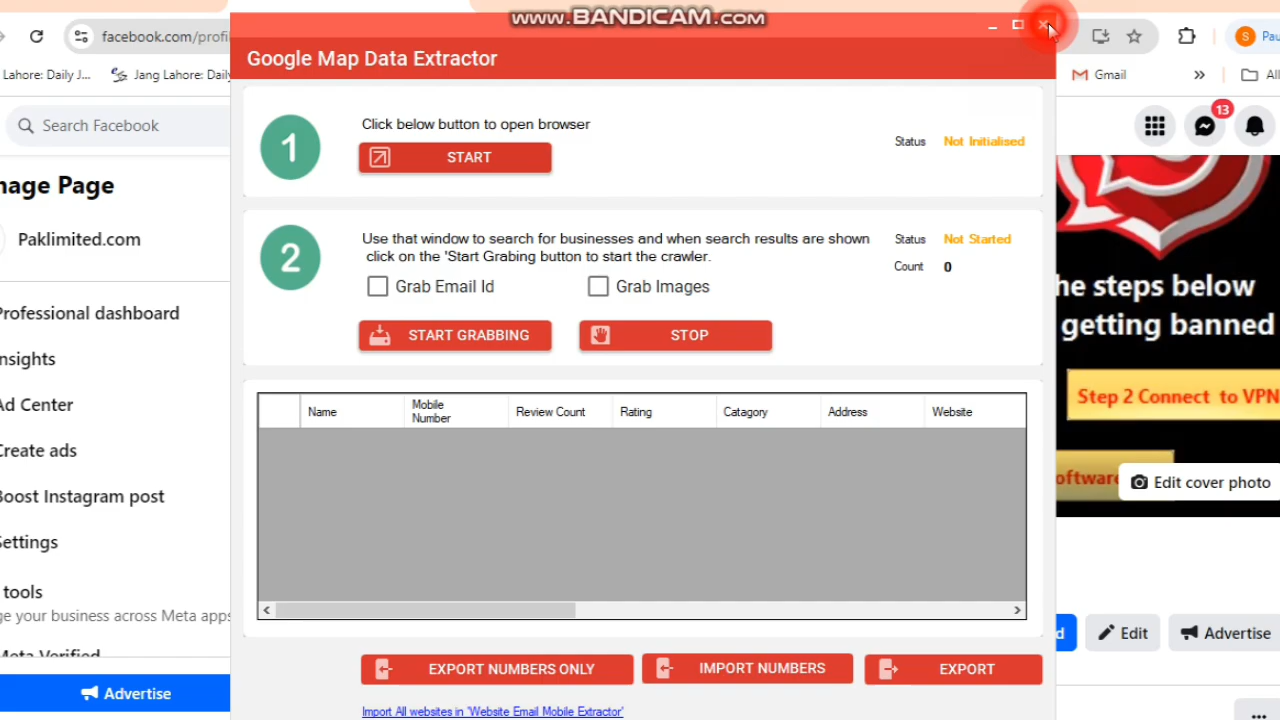 www.BANDICAM.com
facebook.com/profi
Pau
Lahore: Daily J...
Jang Lahore: Daily
Gmail
»
All
Google Map Data Extractor
Search Facebook
13
1
Click below button to open browser
START
Status Not Initialised
nage Page
Paklimited.com
2
Use that window to search for businesses and when search results are shown
click on the 'Start Grabing button to start the crawler.
Status Not Started
Count 0
Grab Email Id
Grab Images
START GRABBING
STOP
he steps below
getting banned
Step 2 Connect to VPN
oftware
Edit cover photo
Professional dashboard
nsights
Ad Center
Create ads
Boost Instagram post
Settings
tools
ge your business across Meta apps
Meta Verified
Advertise
Name
Mobile
Number
Review Count
Rating
Catagory
Address
Website
d
Edit
Advertise
EXPORT NUMBERS ONLY
IMPORT NUMBERS
EXPORT
Import All websites in 'Website Email Mobile Extractor'